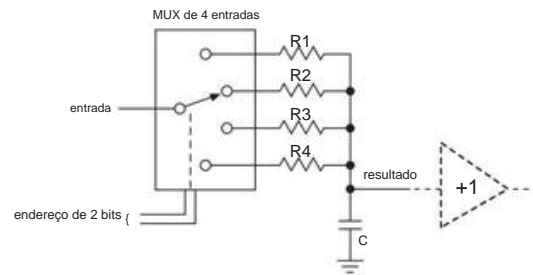 MUX de 4 entradas
R1
R2
entrada
R3
R4
resultado
+1
endereço de 2 bits {
C